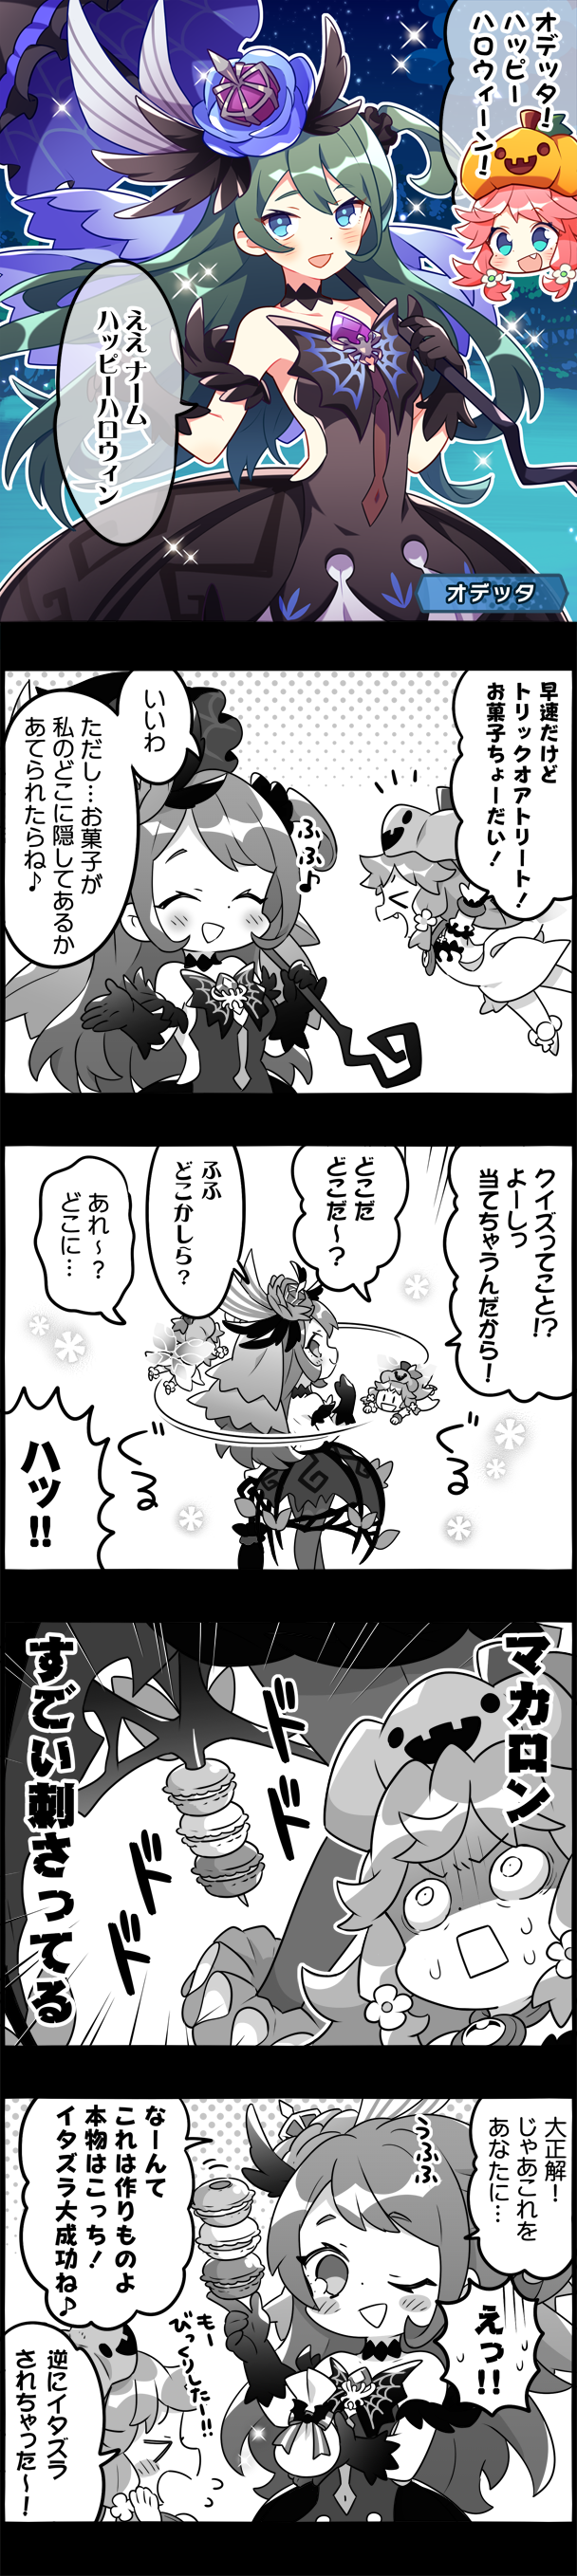 オデッタ！
ハッピー
ハロウィーン！
ええ ナーム
ハッピーハロウィン
オデッタ
早速だけど
トリックオアトリート！
お菓子ちょーだい！
いいわ
ただし…お菓子が
私のどこに隠してあるか
あてられたらね♪
ふふ♪
クイズってこと!?
よーしっ
当てちゃうんだから！
どこだ
どこだ〜？
ふふ
どこかしら？
あれ〜？
どこに…
ぐる
ぐる
ハッ!!
マカロン
すごい刺さってる
ドドドド
大正解！
じゃあこれを
あなたに…
うふふ
えっ!!
なーんて
これは作りものよ
本物はこっち！
イタズラ大成功ね♪
もー
びっくりしたー!!
逆にイタズラ
されちゃった〜！